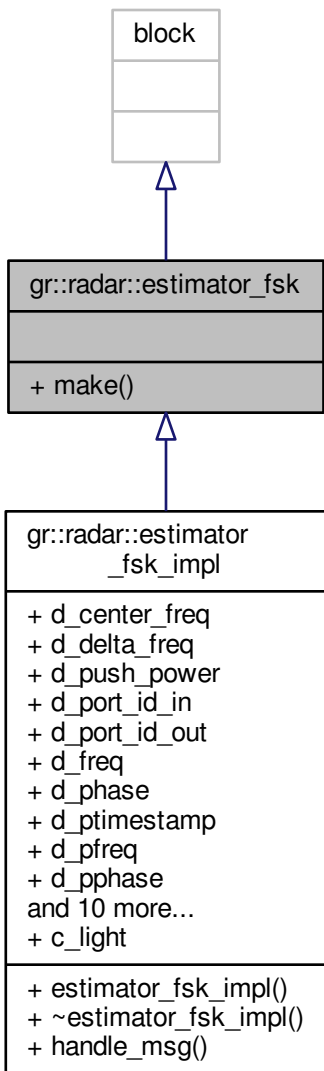 block
gr::radar::estimator_fsk
+ make()
gr::radar::estimator
_fsk_impl
+ d_center_freq
+ d_delta_freq
+ d_push_power
+ d_port_id_in
+ d_port_id_out
+ d_freq
+ d_phase
+ d_ptimestamp
+ d_pfreq
+ d_pphase
and 10 more...
+ c_light
+ estimator_fsk_impl()
+ ~estimator_fsk_impl()
+ handle_msg()